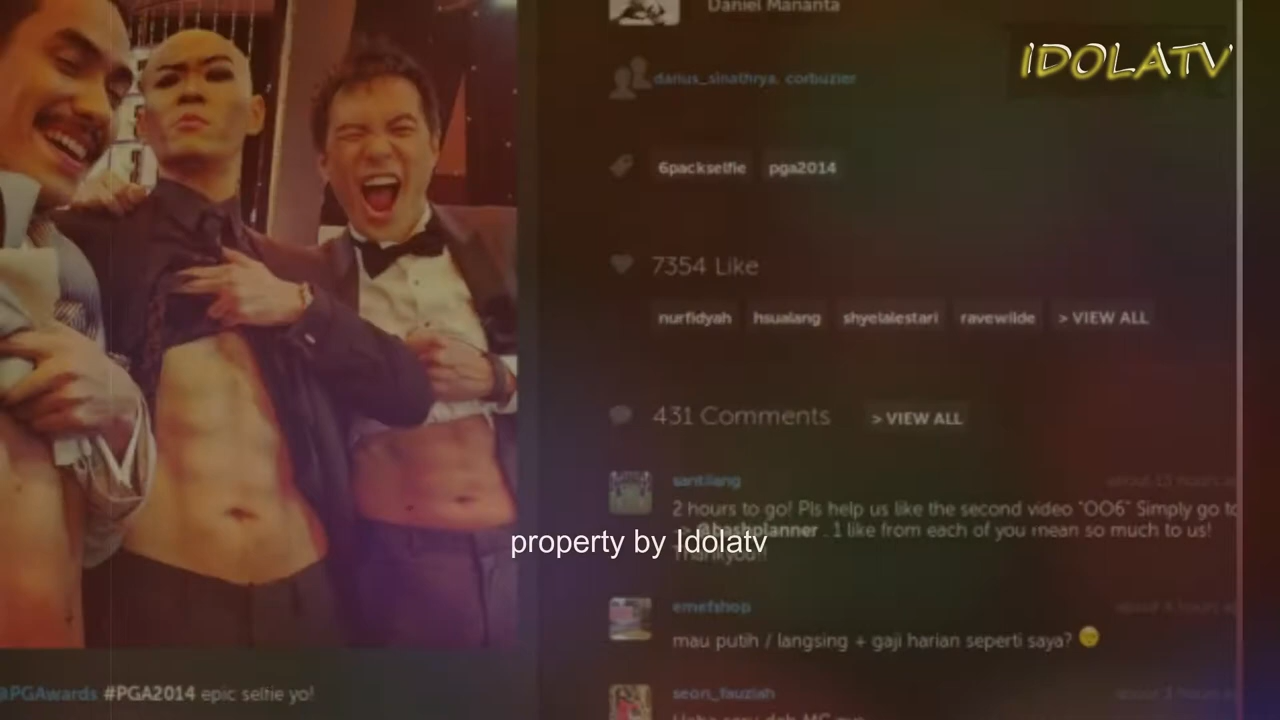 Daniel Mananta
IDOLATV
darius_sinathrya, corbuzier
6packselfie pga2014
7354 Like
nurfidyah hsualang shyelalestari ravewilde > VIEW ALL
431 Comments > VIEW ALL
santilang
2 hours to go! Pls help us like the second video "OO6" Simply go to
@bashplanner . 1 like from each of you mean so much to us!
property by Idolatv
Thankyou!!
emefshop
mau putih / langsing + gaji harian seperti saya?
@PGAwards #PGA2014 epic selfie yo!
seon_fauziah